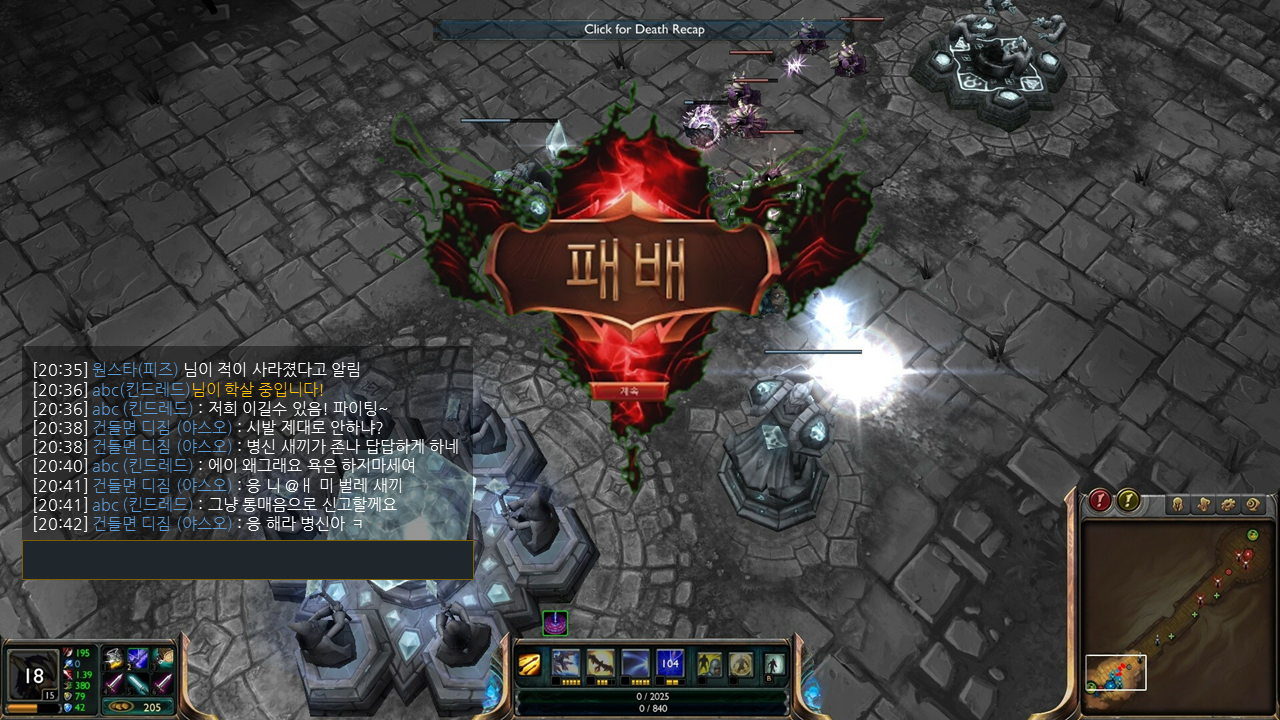 Click for Death Recap
패배
계속
[20:35] 원스타(피즈) 님이 적이 사라졌다고 알림
[20:36] abc(킨드레드)님이 학살 중입니다!
[20:36] abc (킨드레드) : 저희 이길수 있음! 파이팅~
[20:38] 건들면 디짐 (야스오) : 시발 제대로 안하냐?
[20:38] 건틀면 디짐 (야스오) : 병신 새끼가 존나 답답하게 하네
[20:40] abc (킨드레드) : 에이 왜그래요 욕은 하지마세여
[20:41] 건들면 디짐 (야스오) : 응 니 @ㅐ 미 벌레 새끼
[20:41] abc (킨드레드) : 그냥 통매음으로 신고할께요
[20:42] 건들면 디짐 (야스오) : 응 해라 병신아 ㅋ
18
15
195
0
1.39
380
79
42
205
104
B
0 / 2025
0 / 840